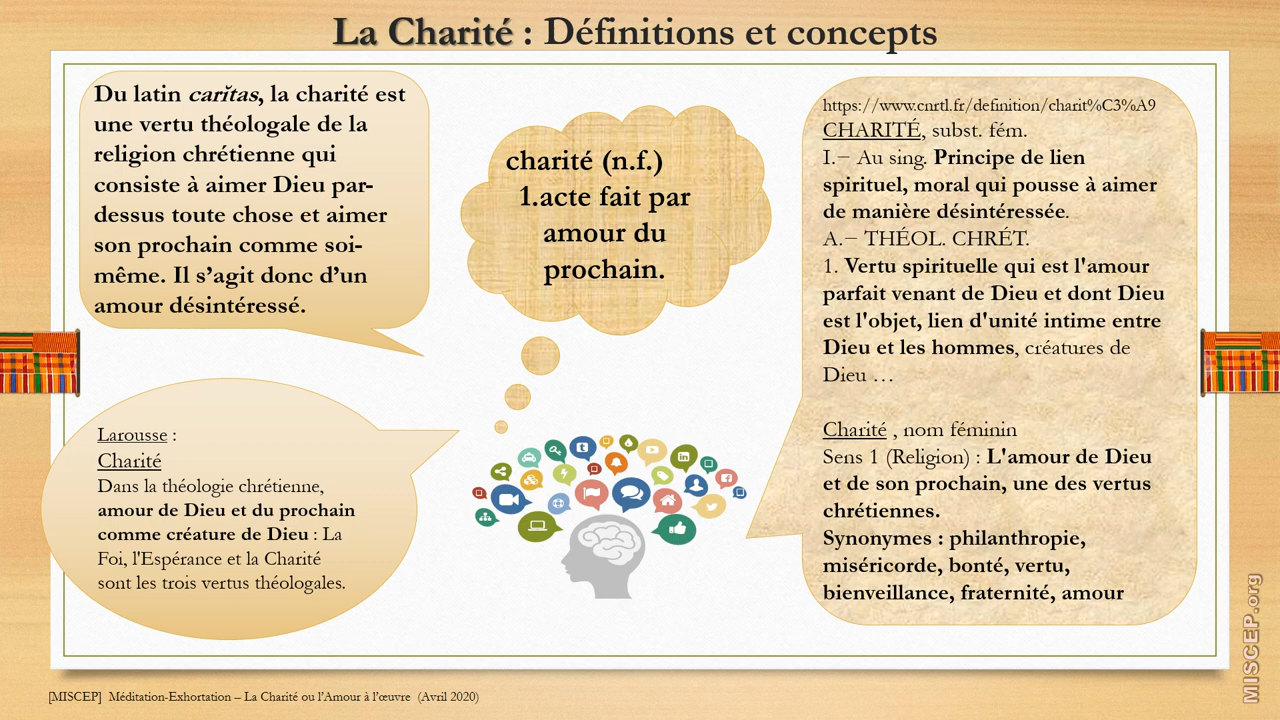 La Charité : Définitions et concepts
Du latin carĭtas, la charité est
une vertu théologale de la
religion chrétienne qui
consiste à aimer Dieu par-
dessus toute chose et aimer
son prochain comme soi-
même. Il s’agit donc d’un
amour désintéressé.
charité (n.f.)
1.acte fait par
amour du
prochain.
https://www.cnrtl.fr/definition/charit%C3%A9
CHARITÉ, subst. fém.
I.− Au sing. Principe de lien
spirituel, moral qui pousse à aimer
de manière désintéressée.
A.− THÉOL. CHRÉT.
1. Vertu spirituelle qui est l'amour
parfait venant de Dieu et dont Dieu
est l'objet, lien d'unité intime entre
Dieu et les hommes, créatures de
Dieu …
Charité , nom féminin
Sens 1 (Religion) : L'amour de Dieu
et de son prochain, une des vertus
chrétiennes.
Synonymes : philanthropie,
miséricorde, bonté, vertu,
bienveillance, fraternité, amour
Larousse :
Charité
Dans la théologie chrétienne,
amour de Dieu et du prochain
comme créature de Dieu : La
Foi, l'Espérance et la Charité
sont les trois vertus théologales.
MISCEP.org
[MISCEP] Méditation-Exhortation – La Charité ou l’Amour à l’œuvre (Avril 2020)